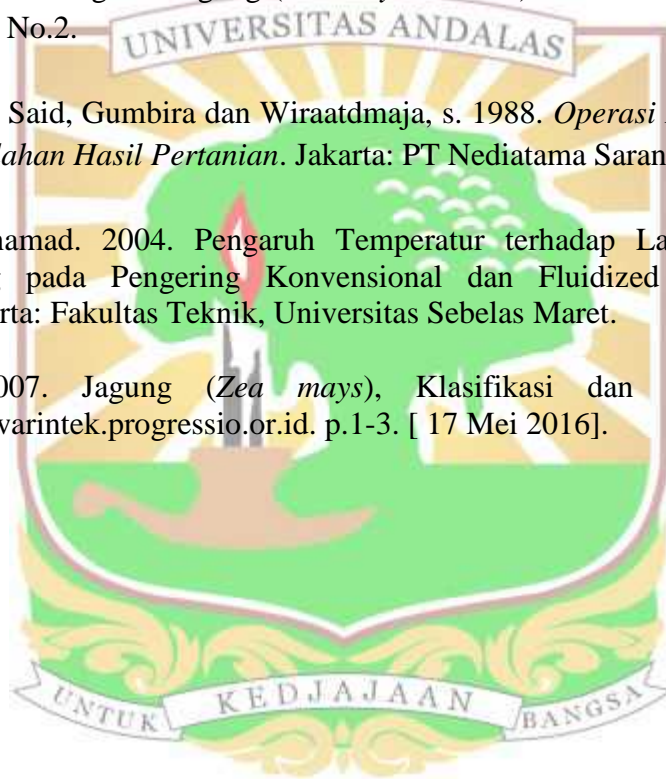 No.2.
UNIVERSITAS ANDALAS
Said, Gumbira dan Wiraatdmaja, s. 1988. Operasi
lahan Hasil Pertanian. Jakarta: PT Nediatama Saran
hamad. 2004. Pengaruh Temperatur terhadap La
pada Pengering Konvensional dan Fluidized
rta: Fakultas Teknik, Universitas Sebelas Maret.
007. Jagung (Zea mays), Klasifikasi dan
warintek.progressio.or.id. p.1-3. [ 17 Mei 2016].
UNTUK KEDJAJAAN BANGSA